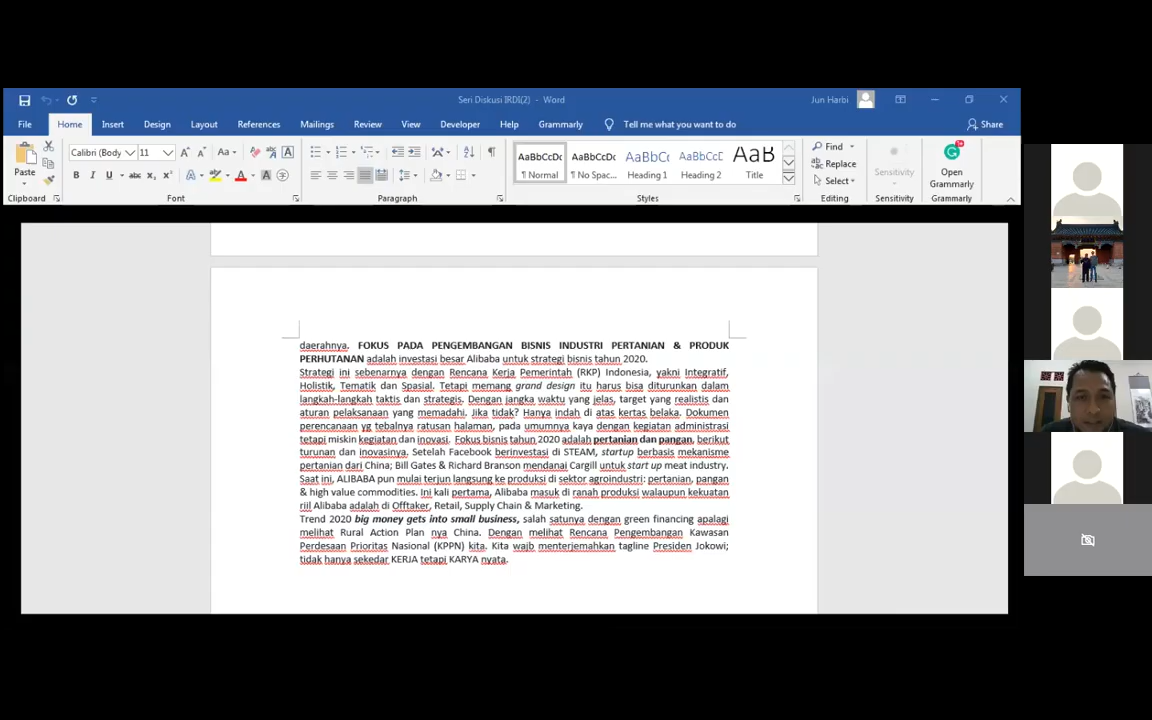 Seri Diskusi IRDI(2) - Word
Jun Harbi
File Home Insert Design Layout References Mailings Review View Developer Help Grammarly Tell me what you want to do Share
Paste
Clipboard
Calibri (Body) 11
Font
Paragraph
AaBbCcDc AaBbCcDc AaBbCc AaBbCcD AaB
¶ Normal ¶ No Spac... Heading 1 Heading 2 Title
Styles
Find
Replace
Select
Editing
Sensitivity
Sensitivity
Open
Grammarly
Grammarly
daerahnya. FOKUS PADA PENGEMBANGAN BISNIS INDUSTRI PERTANIAN & PRODUK
PERHUTANAN adalah investasi besar Alibaba untuk strategi bisnis tahun 2020.
Strategi ini sebenarnya dengan Rencana Kerja Pemerintah (RKP) Indonesia, yakni Integratif,
Holistik, Tematik dan Spasial. Tetapi memang grand design itu harus bisa diturunkan dalam
langkah-langkah taktis dan strategis. Dengan jangka waktu yang jelas, target yang realistis dan
aturan pelaksanaan yang memadahi. Jika tidak? Hanya indah di atas kertas belaka. Dokumen
perencanaan yg tebalnya ratusan halaman, pada umumnya kaya dengan kegiatan administrasi
tetapi miskin kegiatan dan inovasi. Fokus bisnis tahun 2020 adalah pertanian dan pangan, berikut
turunan dan inovasinya. Setelah Facebook berinvestasi di STEAM, startup berbasis mekanisme
pertanian dari China; Bill Gates & Richard Branson mendanai Cargill untuk start up meat industry.
Saat ini, ALIBABA pun mulai terjun langsung ke produksi di sektor agroindustri: pertanian, pangan
& high value commodities. Ini kali pertama, Alibaba masuk di ranah produksi walaupun kekuatan
riil Alibaba adalah di Offtaker, Retail, Supply Chain & Marketing.
Trend 2020 big money gets into small business, salah satunya dengan green financing apalagi
melihat Rural Action Plan nya China. Dengan melihat Rencana Pengembangan Kawasan
Perdesaan Prioritas Nasional (KPPN) kita. Kita wajb menterjemahkan tagline Presiden Jokowi;
tidak hanya sekedar KERJA tetapi KARYA nyata.